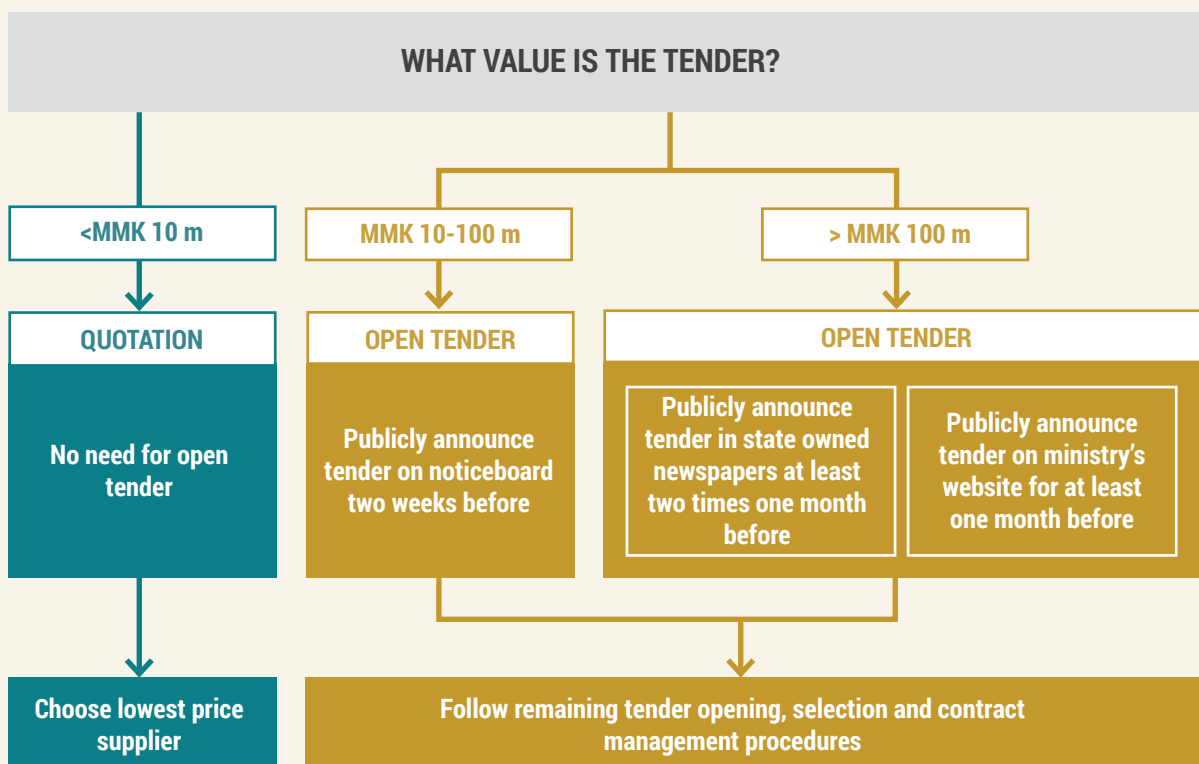 WHAT VALUE IS THE TENDER?
<MMK 10 m
MMK 10-100 m
> MMK 100 m
QUOTATION
OPEN TENDER
OPEN TENDER
No need for open
tender
Publicly announce
tender on noticeboard
two weeks before
Publicly announce
tender in state owned
newspapers at least
two times one month
before
Publicly announce
tender on ministry's
website for at least
one month before
Choose lowest price
supplier
Follow remaining tender opening, selection and contract
management procedures